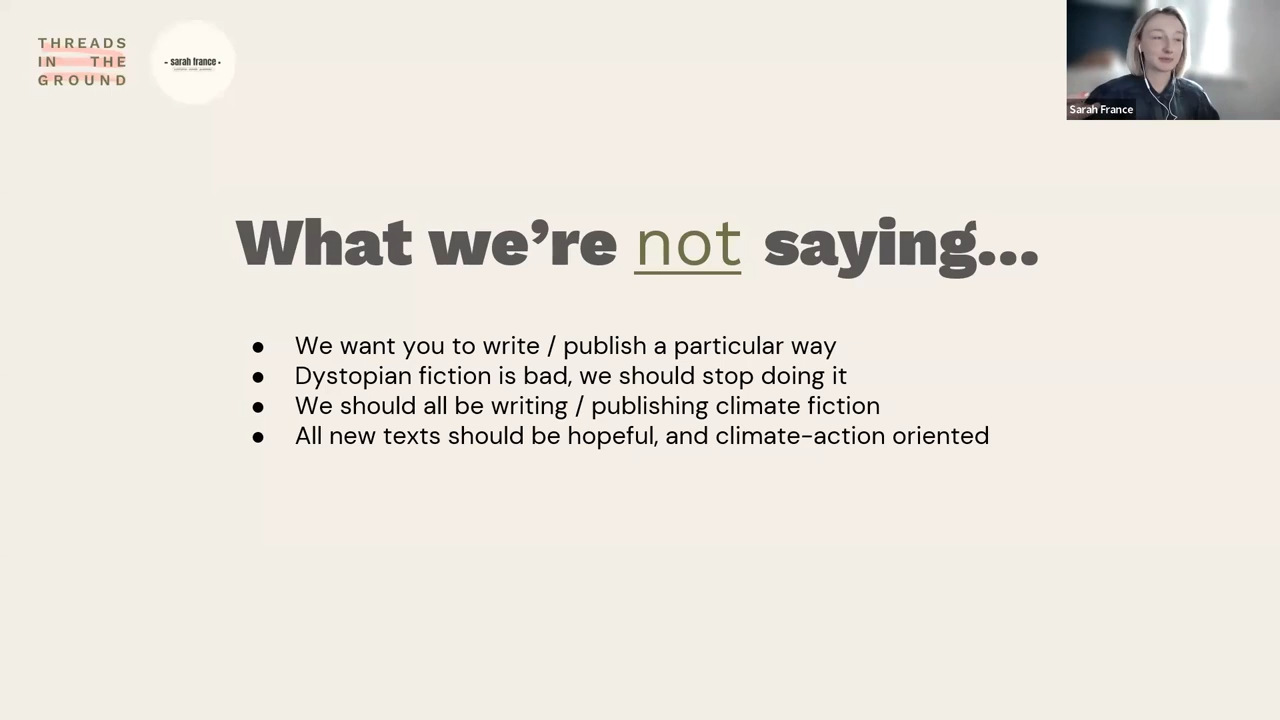 THREADS
IN THE
GROUND
- sarah france -
Sarah France
What we're not saying...
● We want you to write / publish a particular way
● Dystopian fiction is bad, we should stop doing it
● We should all be writing / publishing climate fiction
● All new texts should be hopeful, and climate-action oriented